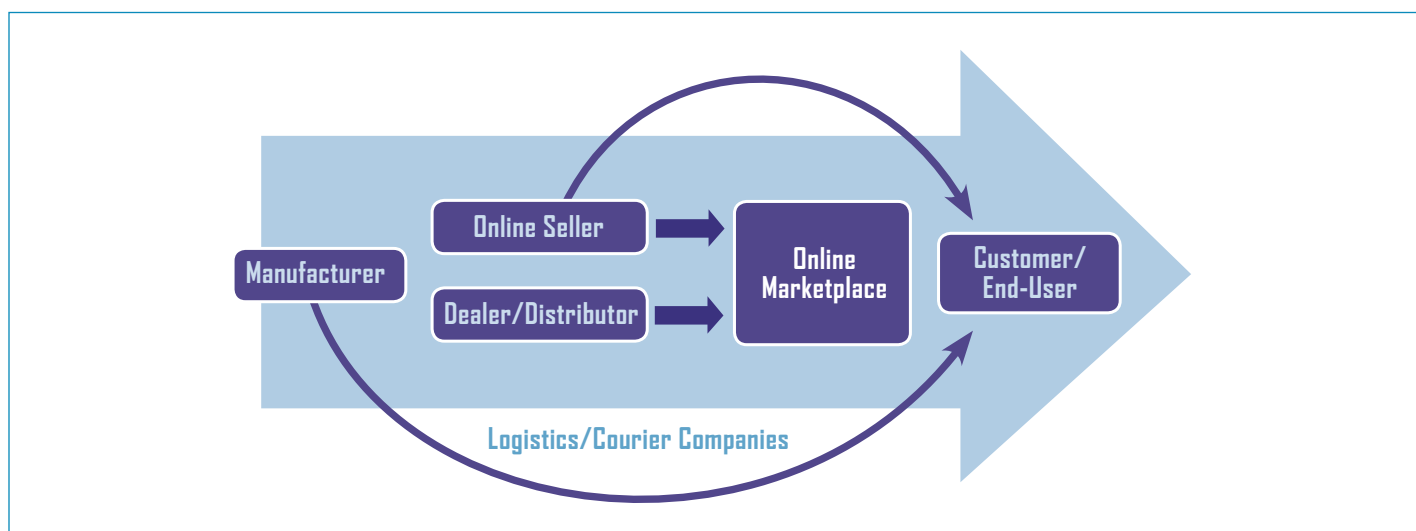 Online Seller
Manufacturer
Dealer/Distributor
Online
Marketplace
Customer/
End-User
Logistics/Courier Companies